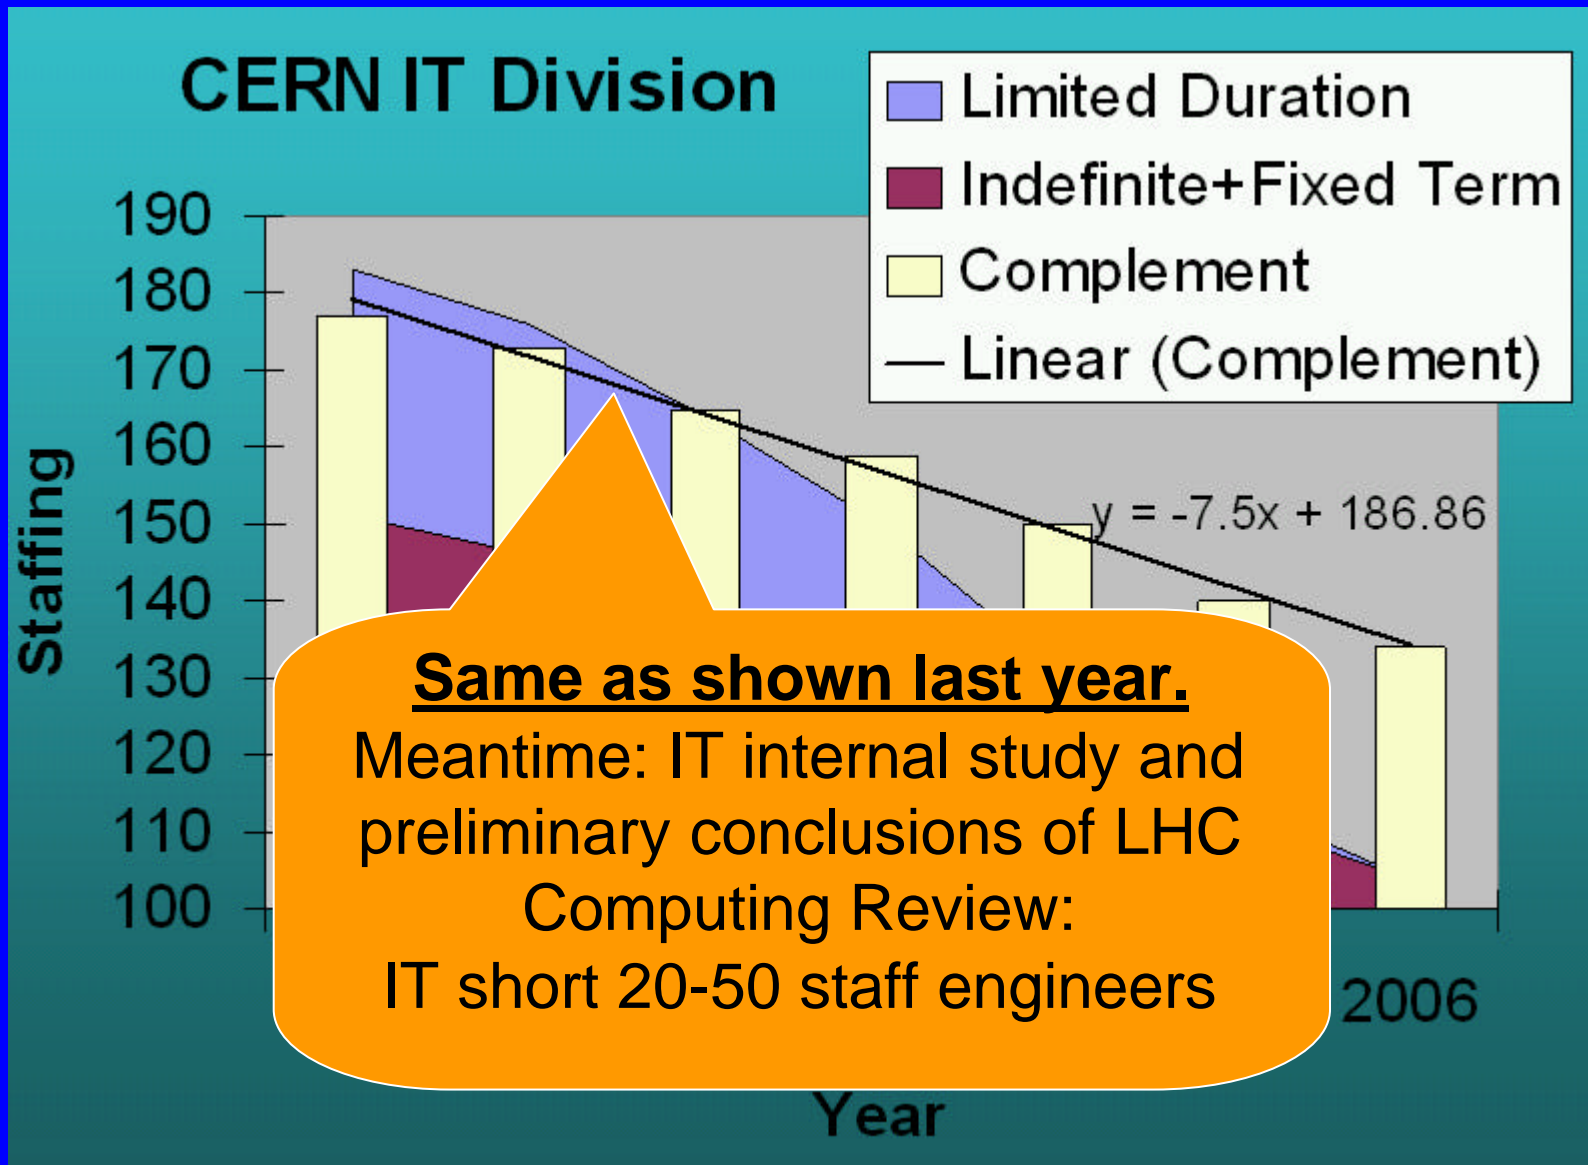 CERN IT Division
Limited Duration
Indefinite+Fixed Term
Complement
Linear (Complement)
190
180
170
160
150
140
130
120
110
100
Staffing
y = -7.5x + 186.86
Same as shown last year.
Meantime: IT internal study and
preliminary conclusions of LHC
Computing Review:
IT short 20-50 staff engineers
2006
Year